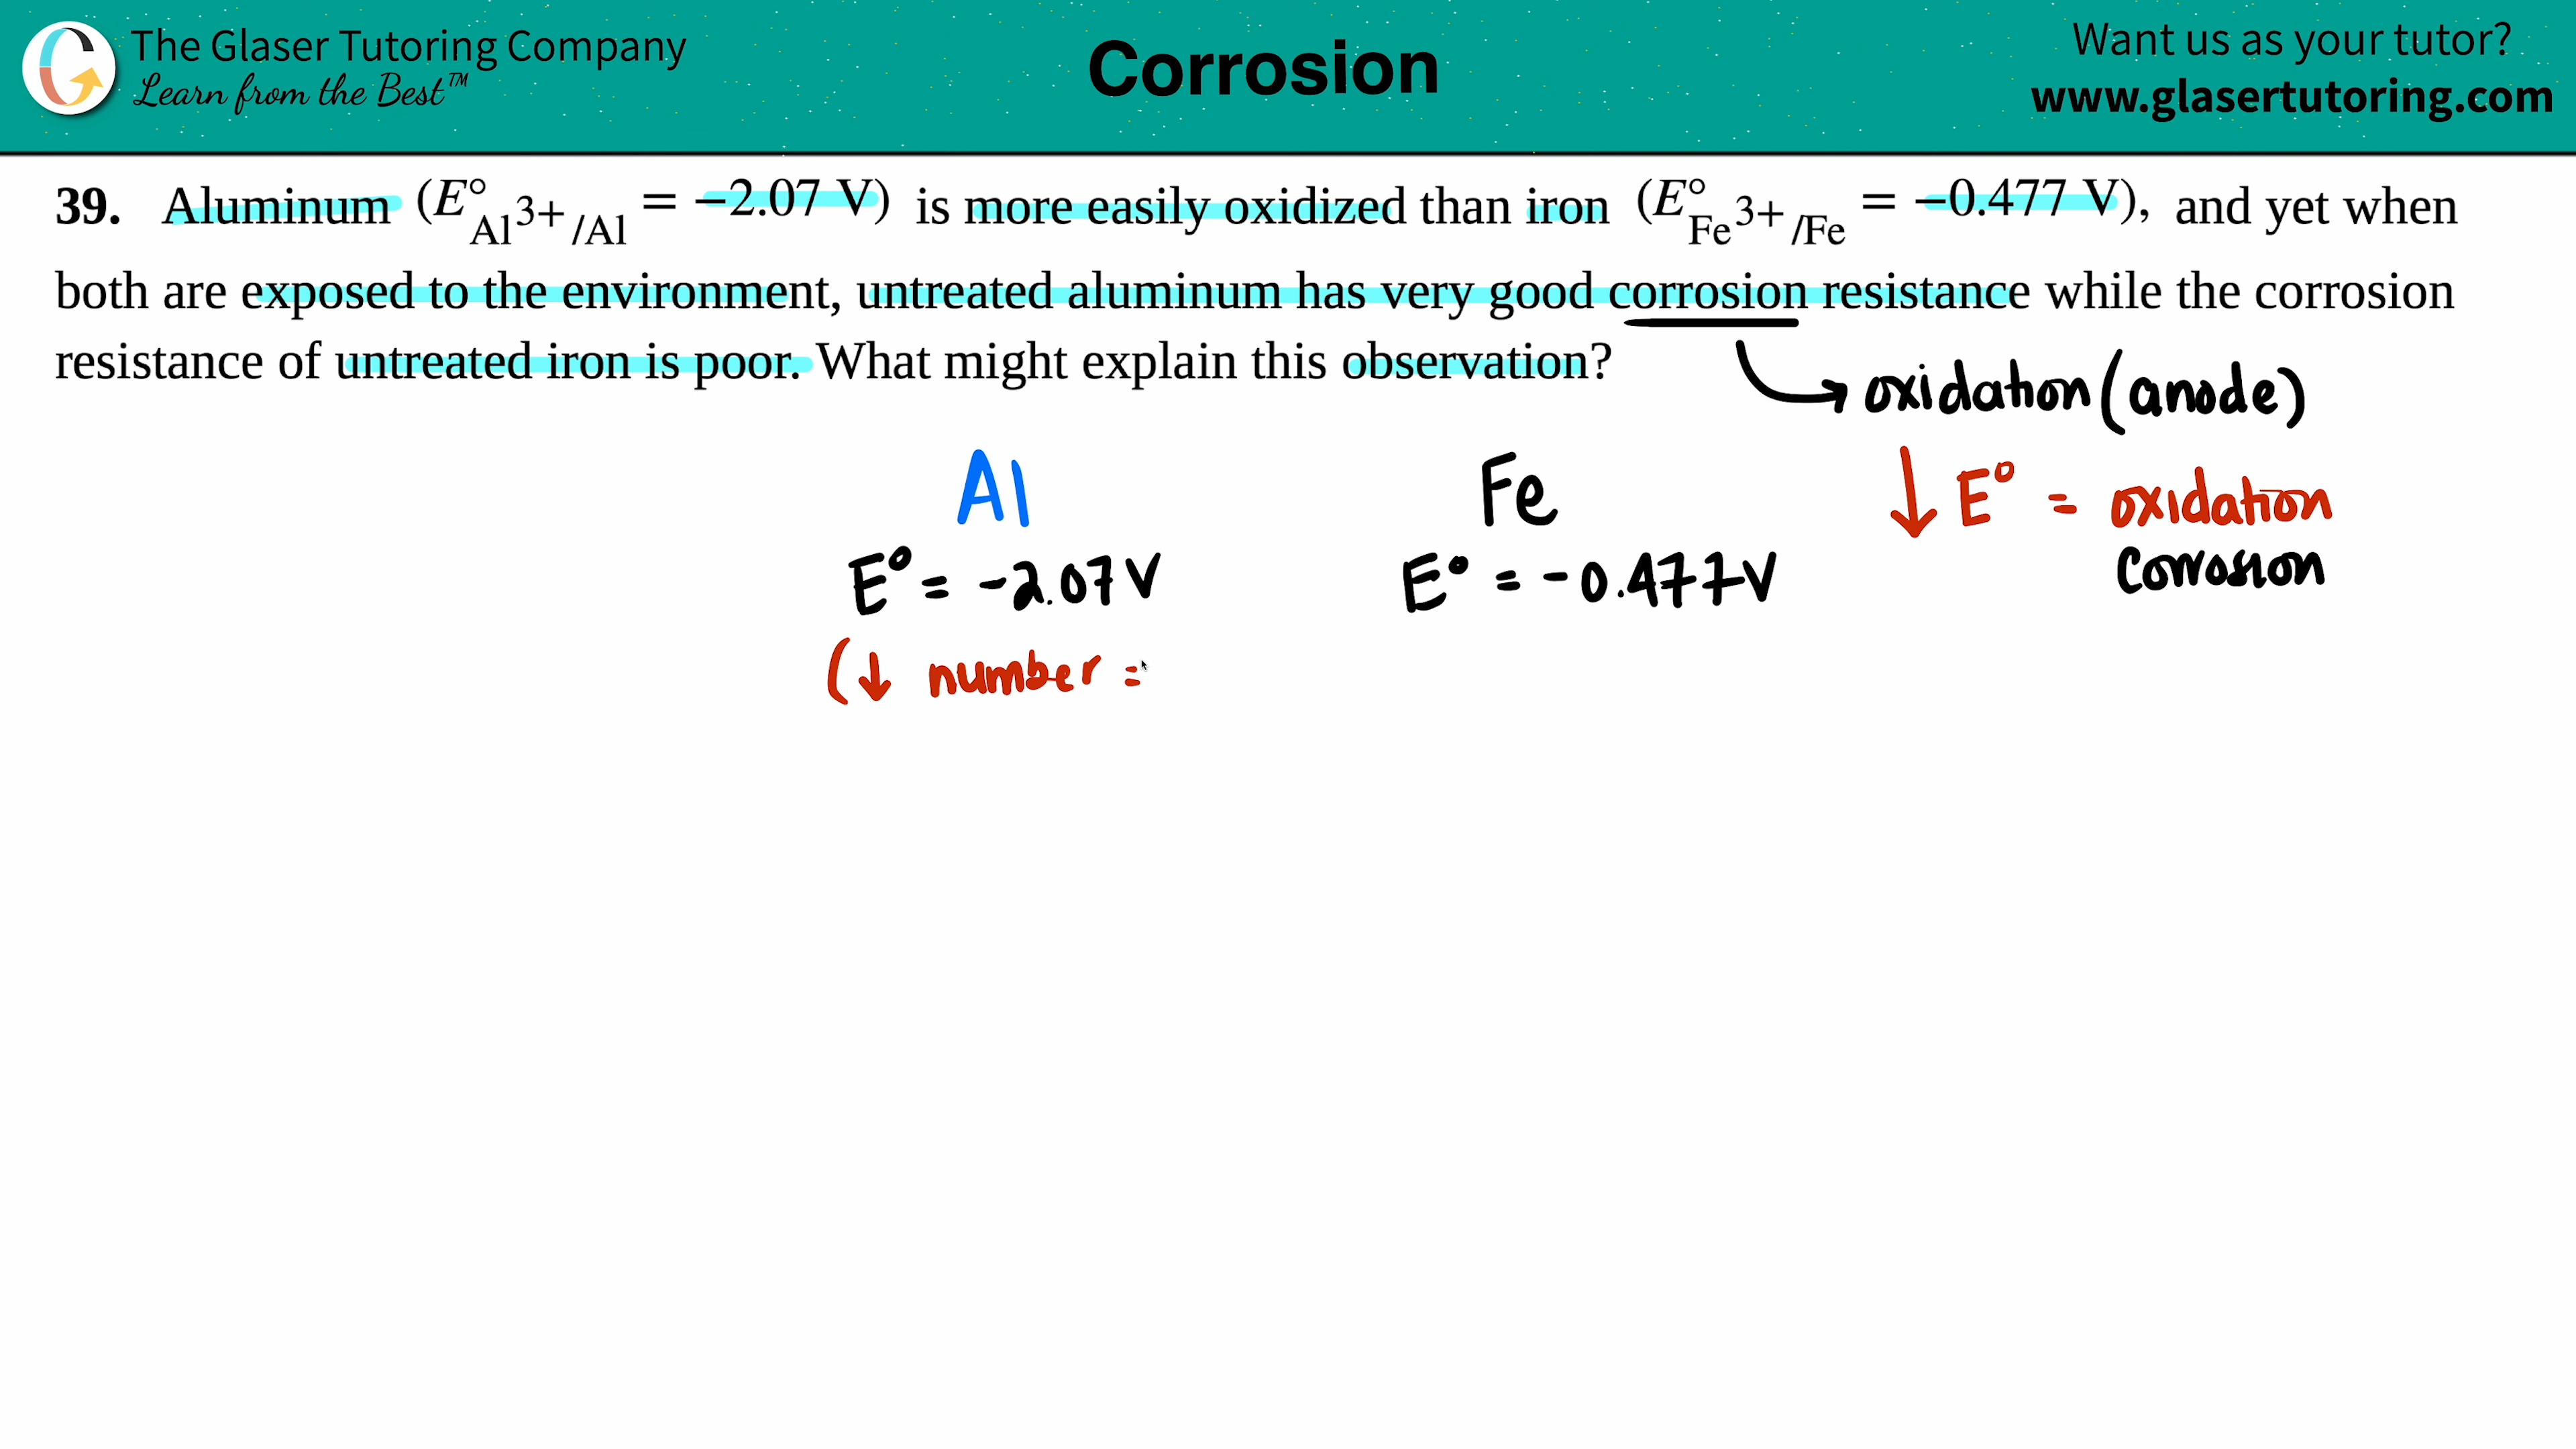 The Glaser Tutoring Company
Learn from the Best™
Corrosion
Want us as your tutor?
www.glasertutoring.com
39. Aluminum (E°Al3+/Al = −2.07 V) is more easily oxidized than iron (E°Fe3+/Fe = −0.477 V), and yet when
both are exposed to the environment, untreated aluminum has very good corrosion resistance while the corrosion
resistance of untreated iron is poor. What might explain this observation?
→ oxidation (anode)
Al
Fe
↓ E° = oxidation
corrosion
E° = -2.07 V
E° = -0.477 V
(↓ number =